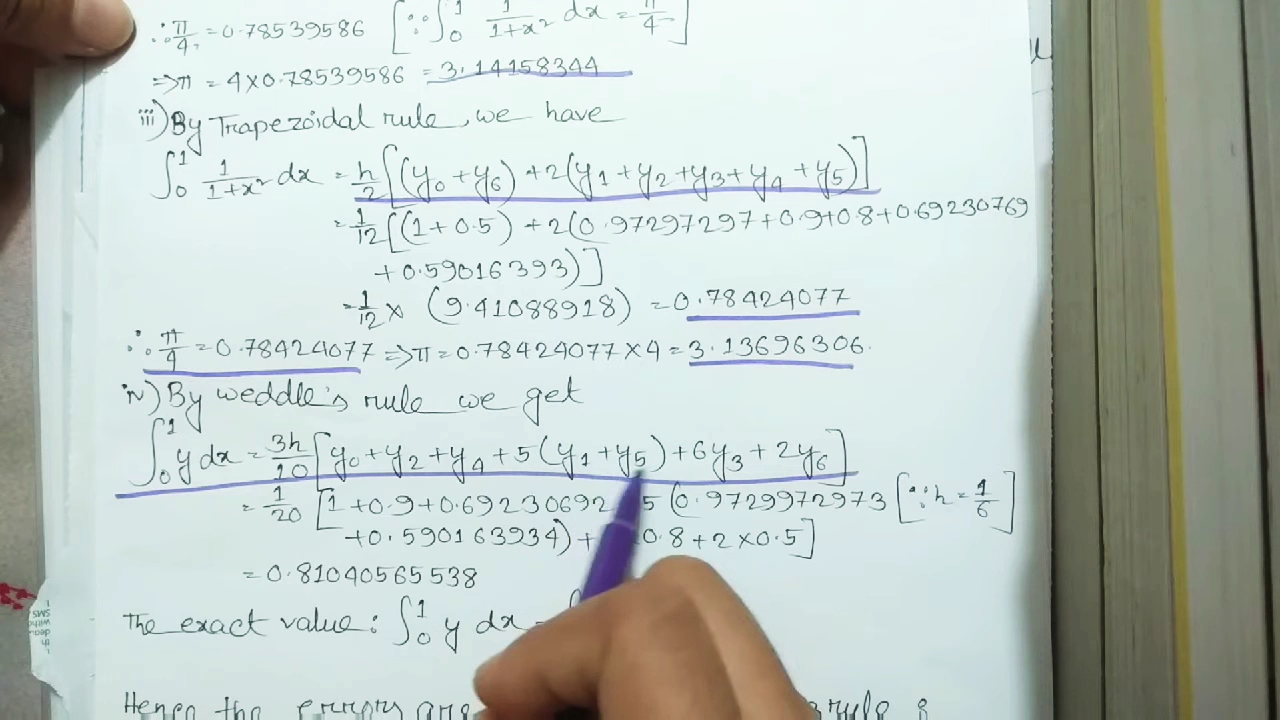 ∴ π/4 = 0.78539586 [∵ ∫₀¹ 1/(1+x²) dx = π/4]
⇒ π = 4 × 0.78539586 = 3.14158344
iii) By Trapezoidal rule, we have
∫₀¹ 1/(1+x²) dx = h/2 [(y₀ + y₆) + 2(y₁ + y₂ + y₃ + y₄ + y₅)]
= 1/12 [(1 + 0.5) + 2(0.97297297 + 0.9 + 0.8 + 0.69230769
+ 0.59016393)]
= 1/12 × (9.41088918) = 0.78424077
∴ π/4 = 0.78424077 ⇒ π = 0.78424077 × 4 = 3.13696306.
iv) By weddle's rule we get
∫₀¹ y dx = 3h/10 [y₀ + y₂ + y₄ + 5(y₁ + y₅) + 6y₃ + 2y₆]
= 1/20 [1 + 0.9 + 0.69230692 5 (0.9729972973 [∵ h = 1/6]
+ 0.590163934) + 0.8 + 2 × 0.5]
= 0.81040565538
The exact value: ∫₀¹ y dx =
Hence the errors are rule is